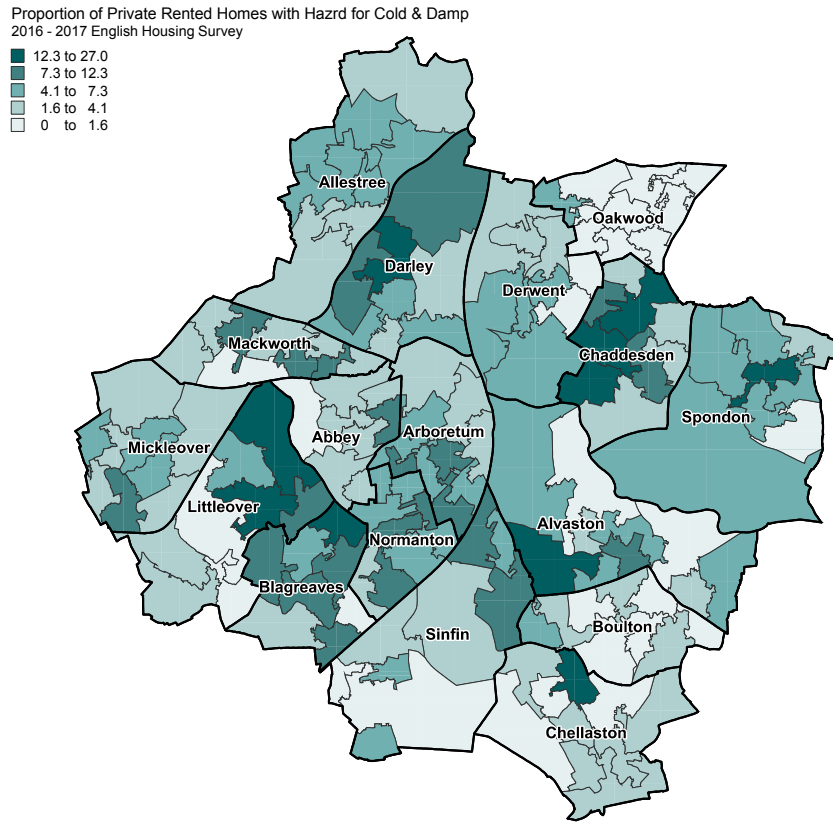 Proportion of Private Rented Homes with Hazrd for Cold & Damp
2016 - 2017 English Housing Survey
12.3 to 27.0
7.3 to 12.3
4.1 to 7.3
1.6 to 4.1
0 to 1.6
Allestree
Oakwood
Darley
Derwent
Mackworth
Chaddesden
Spondon
Abbey
Arboretum
Mickleover
Littleover
Alvaston
Normanton
Blagreaves
Boulton
Sinfin
Chellaston